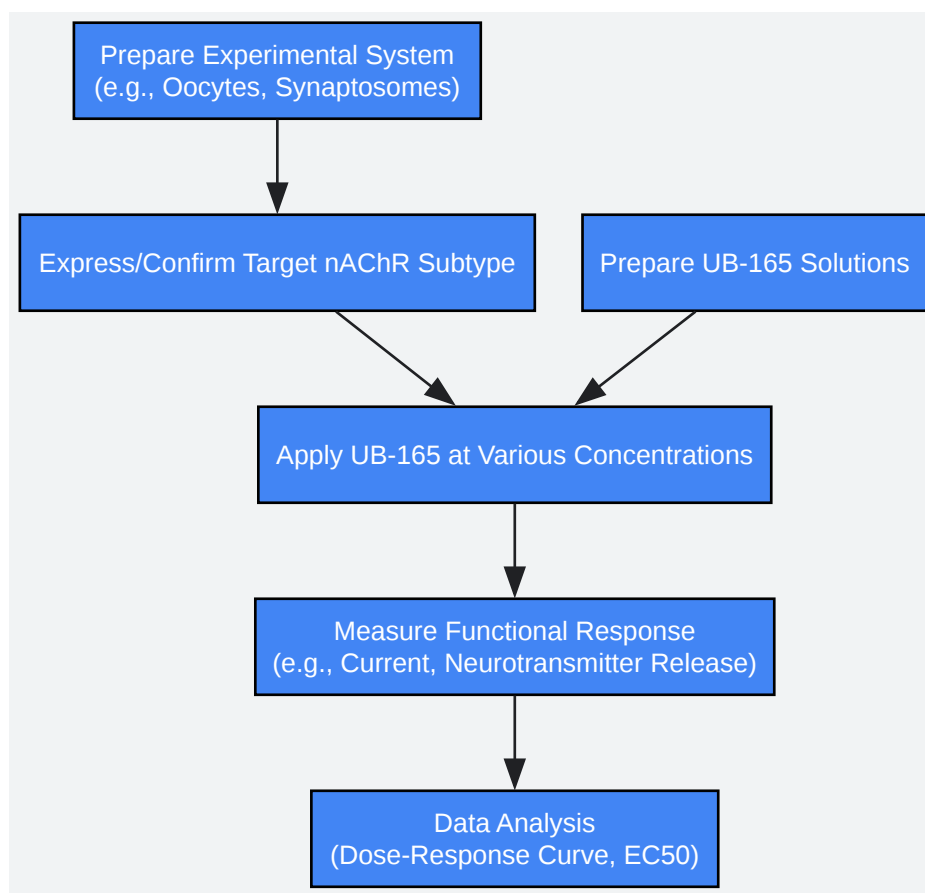 Prepare Experimental System
(e.g., Oocytes, Synaptosomes)
Express/Confirm Target nAChR Subtype
Prepare UB-165 Solutions
Apply UB-165 at Various Concentrations
Measure Functional Response
(e.g., Current, Neurotransmitter Release)
Data Analysis
(Dose-Response Curve, EC50)